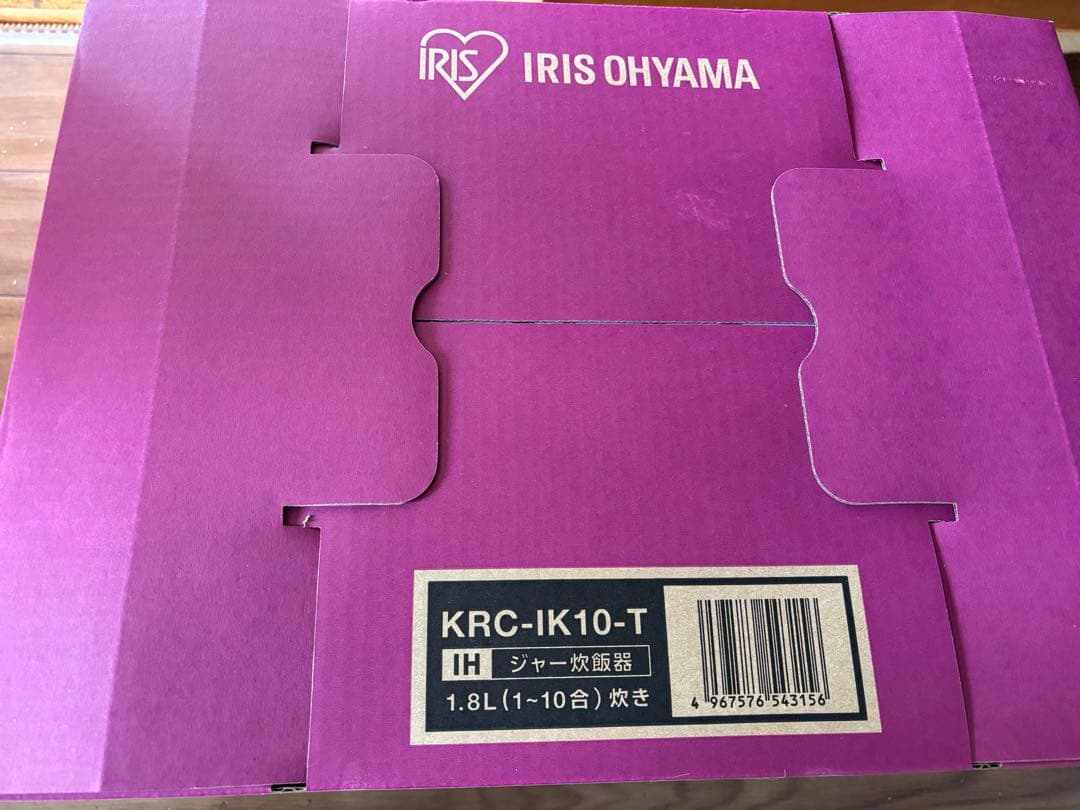 IRIS IRIS OHYAMA
KRC-IK10-T
IH ジャー炊飯器
1.8L(1~10合)炊き
4 967576 543156